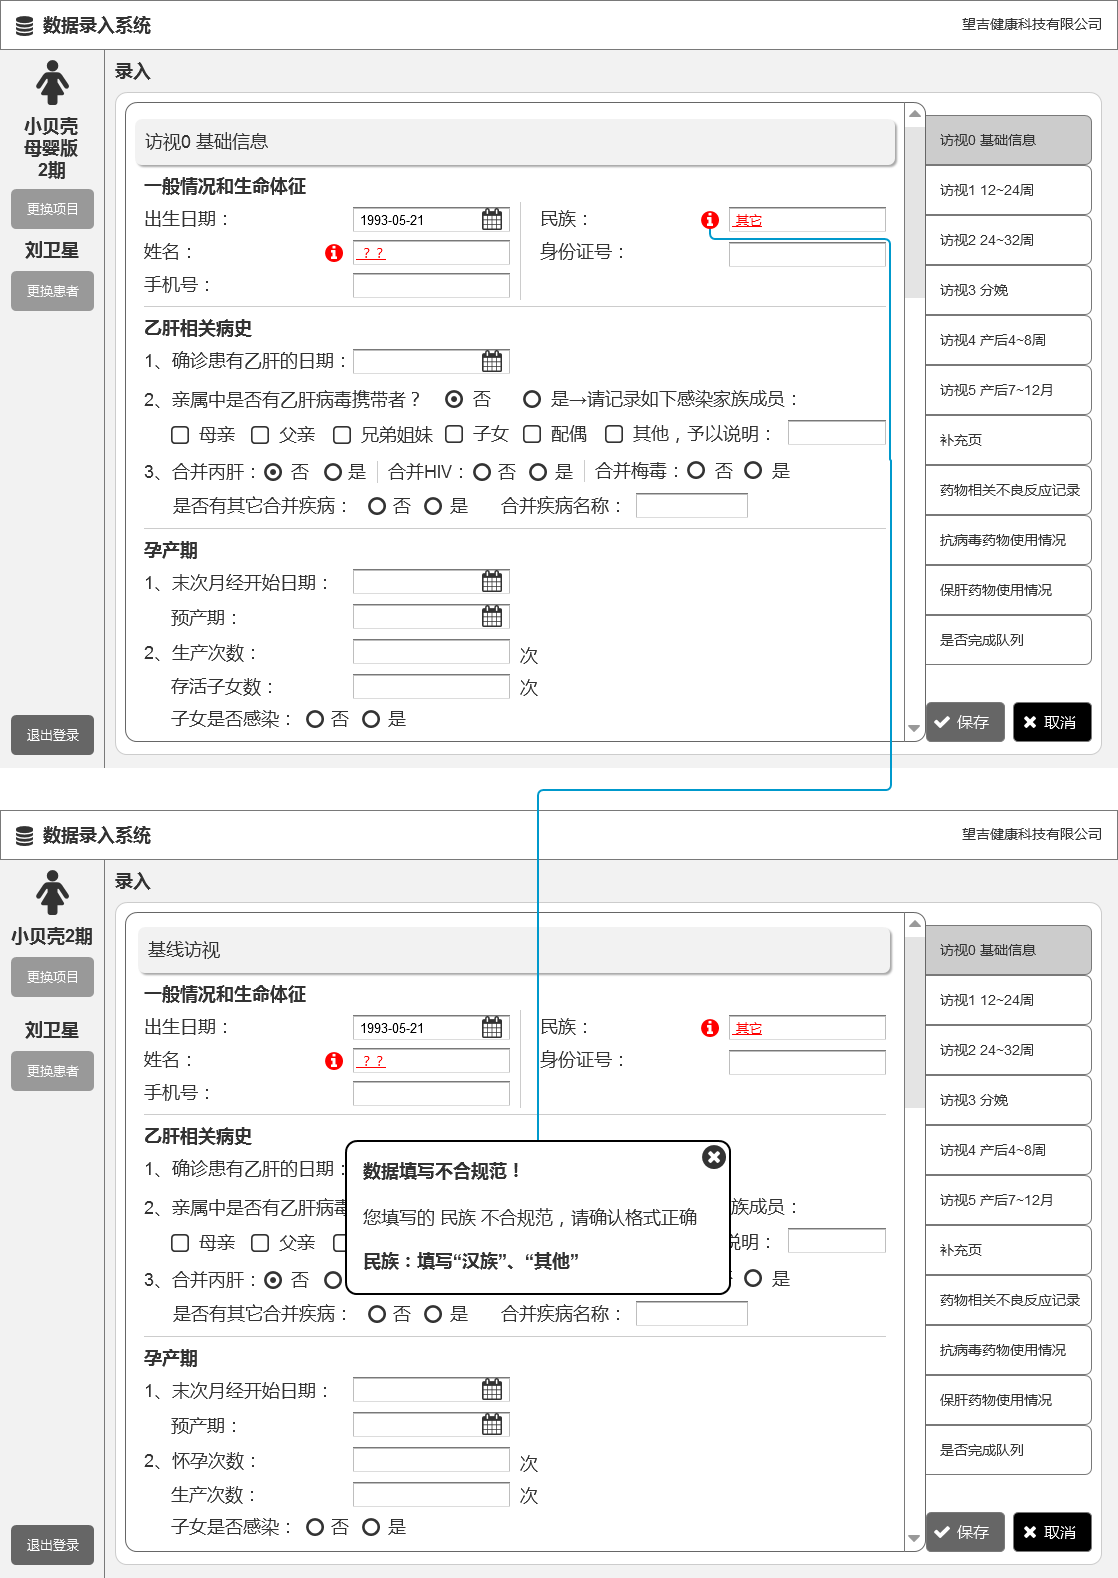 数据录入系统
望吉健康科技有限公司
小贝壳
母婴版
2期
更换项目
刘卫星
更换患者
退出登录
录入
访视0 基础信息
一般情况和生命体征
出生日期： 1993-05-21 民族： 其它
姓名： ？？ 身份证号：
手机号：
乙肝相关病史
1、确诊患有乙肝的日期：
2、亲属中是否有乙肝病毒携带者？ 否 是→请记录如下感染家族成员：
母亲 父亲 兄弟姐妹 子女 配偶 其他，予以说明：
3、合并丙肝： 否 是 合并HIV： 否 是 合并梅毒： 否 是
是否有其它合并疾病： 否 是 合并疾病名称：
孕产期
1、末次月经开始日期：
预产期：
2、生产次数： 次
存活子女数： 次
子女是否感染： 否 是
访视0 基础信息
访视1 12~24周
访视2 24~32周
访视3 分娩
访视4 产后4~8周
访视5 产后7~12月
补充页
药物相关不良反应记录
抗病毒药物使用情况
保肝药物使用情况
是否完成队列
保存 取消
数据录入系统
望吉健康科技有限公司
小贝壳2期
更换项目
刘卫星
更换患者
退出登录
录入
基线访视
一般情况和生命体征
出生日期： 1993-05-21 民族： 其它
姓名： ？？ 身份证号：
手机号：
乙肝相关病史
1、确诊患有乙肝的日期：
2、亲属中是否有乙肝病毒 族成员：
母亲 父亲 说明：
3、合并丙肝： 否 是
是否有其它合并疾病： 否 是 合并疾病名称：
数据填写不合规范！
您填写的 民族 不合规范，请确认格式正确
民族：填写“汉族”、“其他”
孕产期
1、末次月经开始日期：
预产期：
2、怀孕次数： 次
生产次数： 次
子女是否感染： 否 是
访视0 基础信息
访视1 12~24周
访视2 24~32周
访视3 分娩
访视4 产后4~8周
访视5 产后7~12月
补充页
药物相关不良反应记录
抗病毒药物使用情况
保肝药物使用情况
是否完成队列
保存 取消